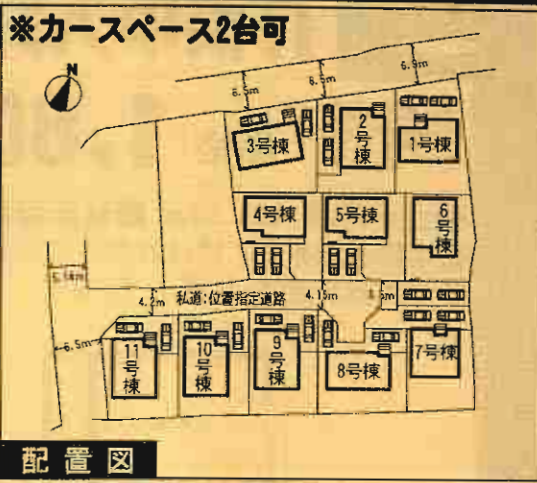 ※カースペース2台可
N
6.5m
6.5m
6.5m
3号棟
2号棟
1号棟
4号棟
5号棟
6号棟
4.2m
私道:位置指定道路
4.15m
6.5m
11号棟
10号棟
9号棟
8号棟
7号棟
配置図